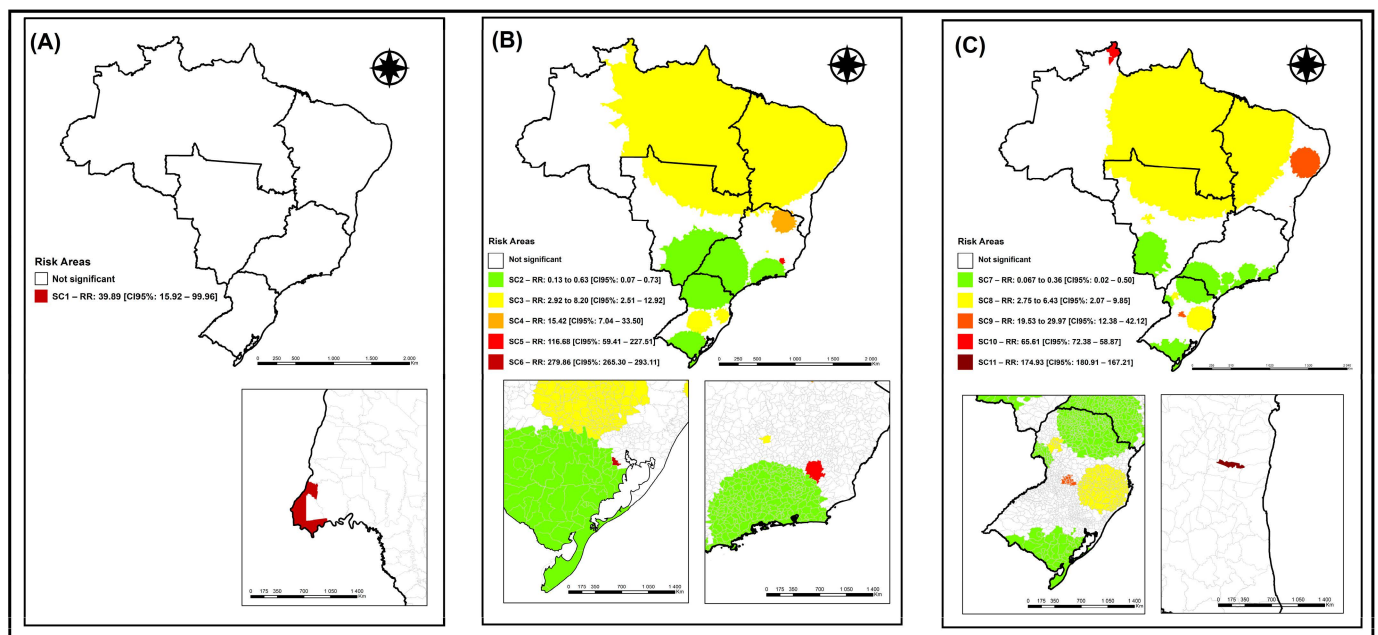 (A)
Risk Areas
Not significant
SC1 – RR: 39.89 [CI95%: 15.92 – 99.96]
0 500 1 000 1 500 2 000
Km
0 175 350 700 1 050 1 400
Km
(B)
Risk Areas
Not significant
SC2 – RR: 0.13 to 0.63 [CI95%: 0.07 – 0.73]
SC3 – RR: 2.92 to 8.20 [CI95%: 2.51 – 12.92]
SC4 – RR: 15.42 [CI95%: 7.04 – 33.50]
SC5 – RR: 116.68 [CI95%: 59.41 – 227.51]
SC6 – RR: 279.86 [CI95%: 265.30 – 293.11]
0 500 1 000 1 500 2 000
Km
0 175 350 700 1 050 1 400
Km
0 175 350 700 1 050 1 400
Km
(C)
Risk Areas
Not significant
SC7 – RR: 0.067 to 0.36 [CI95%: 0.02 – 0.50]
SC8 – RR: 2.75 to 6.43 [CI95%: 2.07 – 9.85]
SC9 – RR: 19.53 to 29.97 [CI95%: 12.38 – 42.12]
SC10 – RR: 65.61 [CI95%: 72.38 – 58.87]
SC11 – RR: 174.93 [CI95%: 180.91 – 167.21]
0 175 350 700 1 050 1 400
Km
0 175 350 700 1 050 1 400
Km